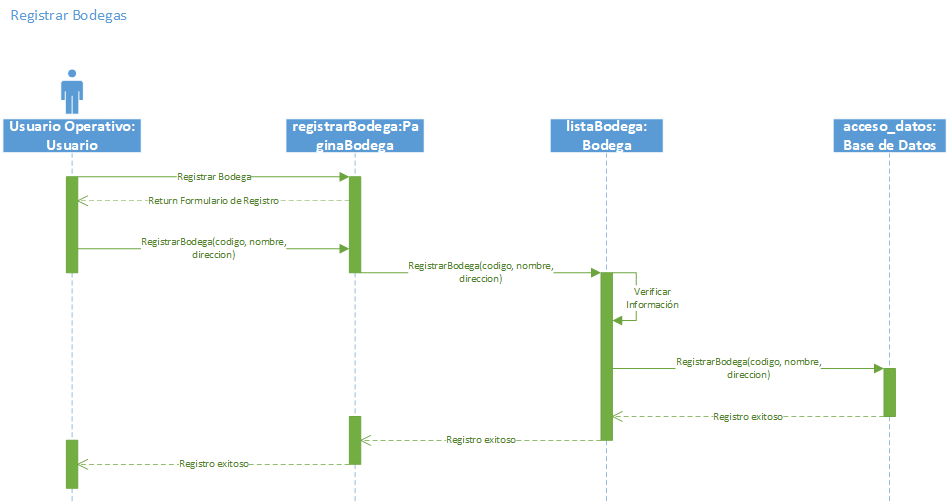 Registrar Bodegas
Usuario Operativo:
Usuario
registrarBodega:Pa
ginaBodega
listaBodega:
Bodega
acceso_datos:
Base de Datos
Registrar Bodega
Return Formulario de Registro
RegistrarBodega(codigo, nombre,
direccion)
RegistrarBodega(codigo, nombre,
direccion)
Verificar
Información
RegistrarBodega(codigo, nombre,
direccion)
Registro exitoso
Registro exitoso
Registro exitoso